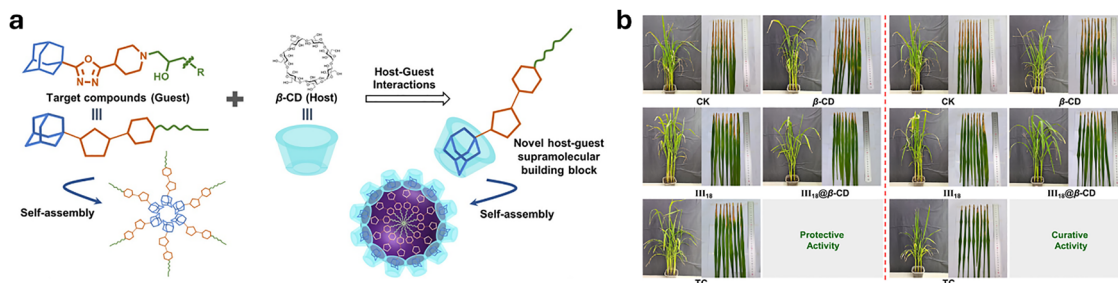 a
N
O
N–N
OH
R
Target compounds (Guest)
β-CD (Host)
Host-Guest
Interactions
Novel host-guest
supramolecular
building block
Self-assembly
Self-assembly
b
CK
β-CD
CK
β-CD
III₁₈
III₁₈@β-CD
III₁₈
III₁₈@β-CD
Protective
Activity
Curative
Activity
TC
TC